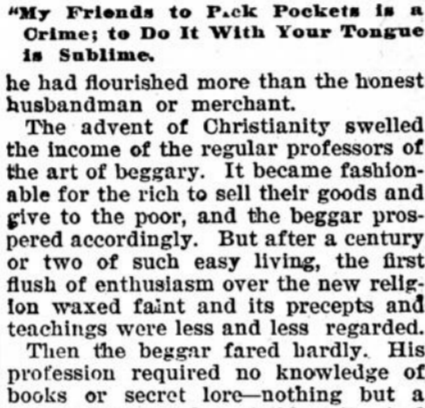 "My Friends to Pick Pockets is a
Crime; to Do It With Your Tongue
is Sublime.
he had flourished more than the honest
husbandman or merchant.
The advent of Christianity swelled
the income of the regular professors of
the art of beggary. It became fashion-
able for the rich to sell their goods and
give to the poor, and the beggar pros-
pered accordingly. But after a century
or two of such easy living, the first
flush of enthusiasm over the new relig-
ion waxed faint and its precepts and
teachings were less and less regarded.
Then the beggar fared hardly. His
profession required no knowledge of
books or secret lore—nothing but a